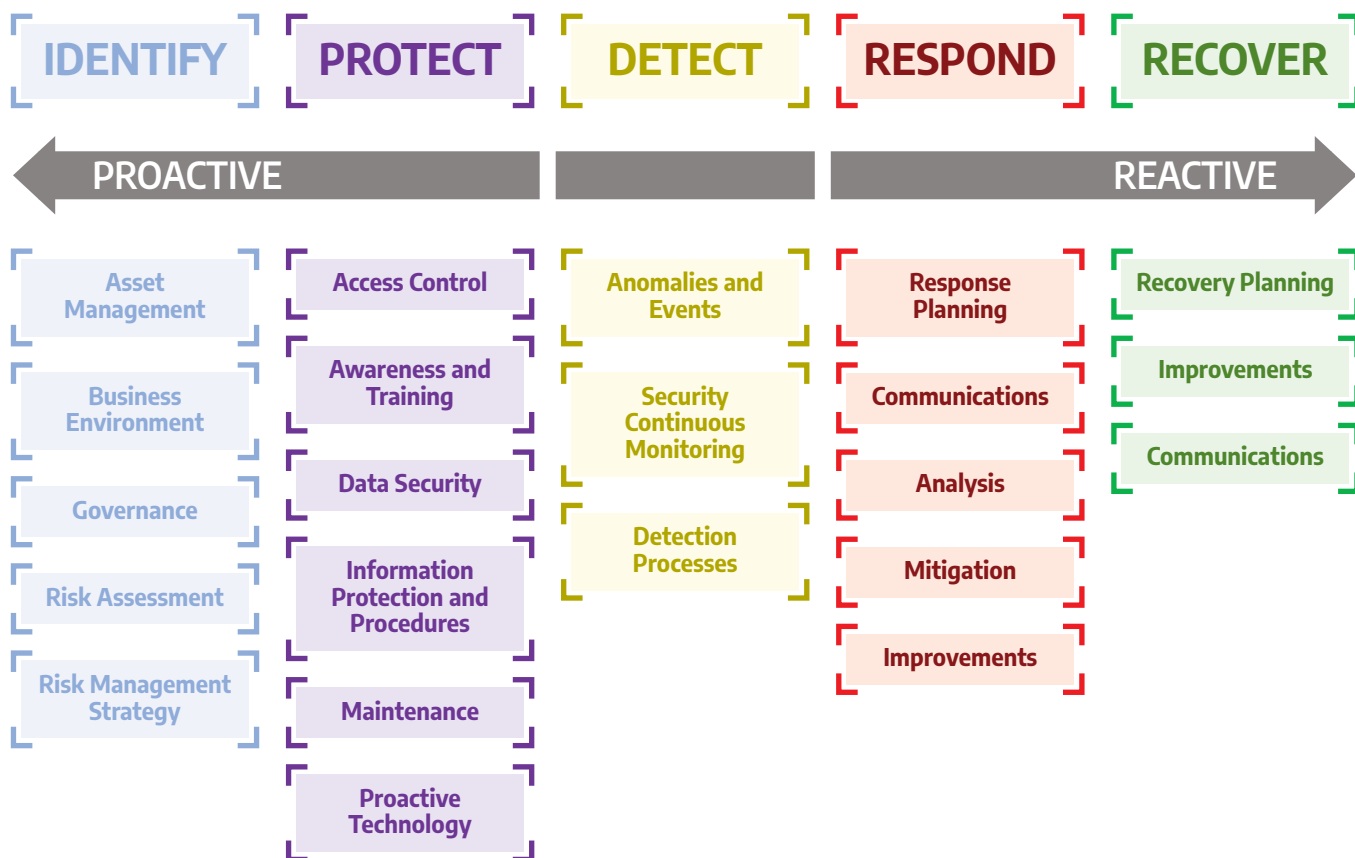 IDENTIFY
PROTECT
DETECT
RESPOND
RECOVER
PROACTIVE
REACTIVE
Asset
Management
Business
Environment
Governance
Risk Assessment
Risk Management
Strategy
Access Control
Awareness and
Training
Data Security
Information
Protection and
Procedures
Maintenance
Proactive
Technology
Anomalies and
Events
Security
Continuous
Monitoring
Detection
Processes
Response
Planning
Communications
Analysis
Mitigation
Improvements
Recovery Planning
Improvements
Communications